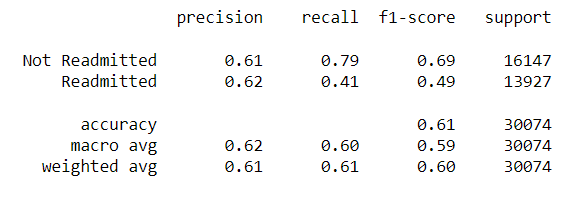 precision recall f1-score support
Not Readmitted 0.61 0.79 0.69 16147
Readmitted 0.62 0.41 0.49 13927
accuracy 0.61 30074
macro avg 0.62 0.60 0.59 30074
weighted avg 0.61 0.61 0.60 30074